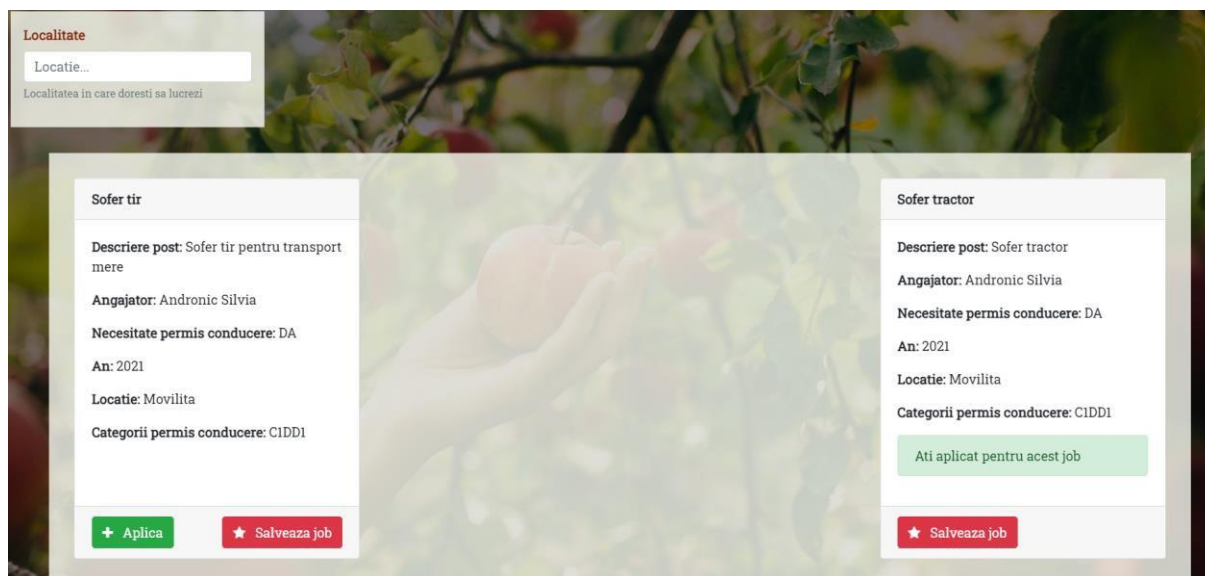 Localitate
Locatie...
Localitatea in care doresti sa lucrezi
Sofer tir
Descriere post: Sofer tir pentru transport
mere
Angajator: Andronic Silvia
Necesitate permis conducere: DA
An: 2021
Locatie: Movilita
Categorii permis conducere: C1DD1
Aplica
Salveaza job
Sofer tractor
Descriere post: Sofer tractor
Angajator: Andronic Silvia
Necesitate permis conducere: DA
An: 2021
Locatie: Movilita
Categorii permis conducere: C1DD1
Ati aplicat pentru acest job
Salveaza job